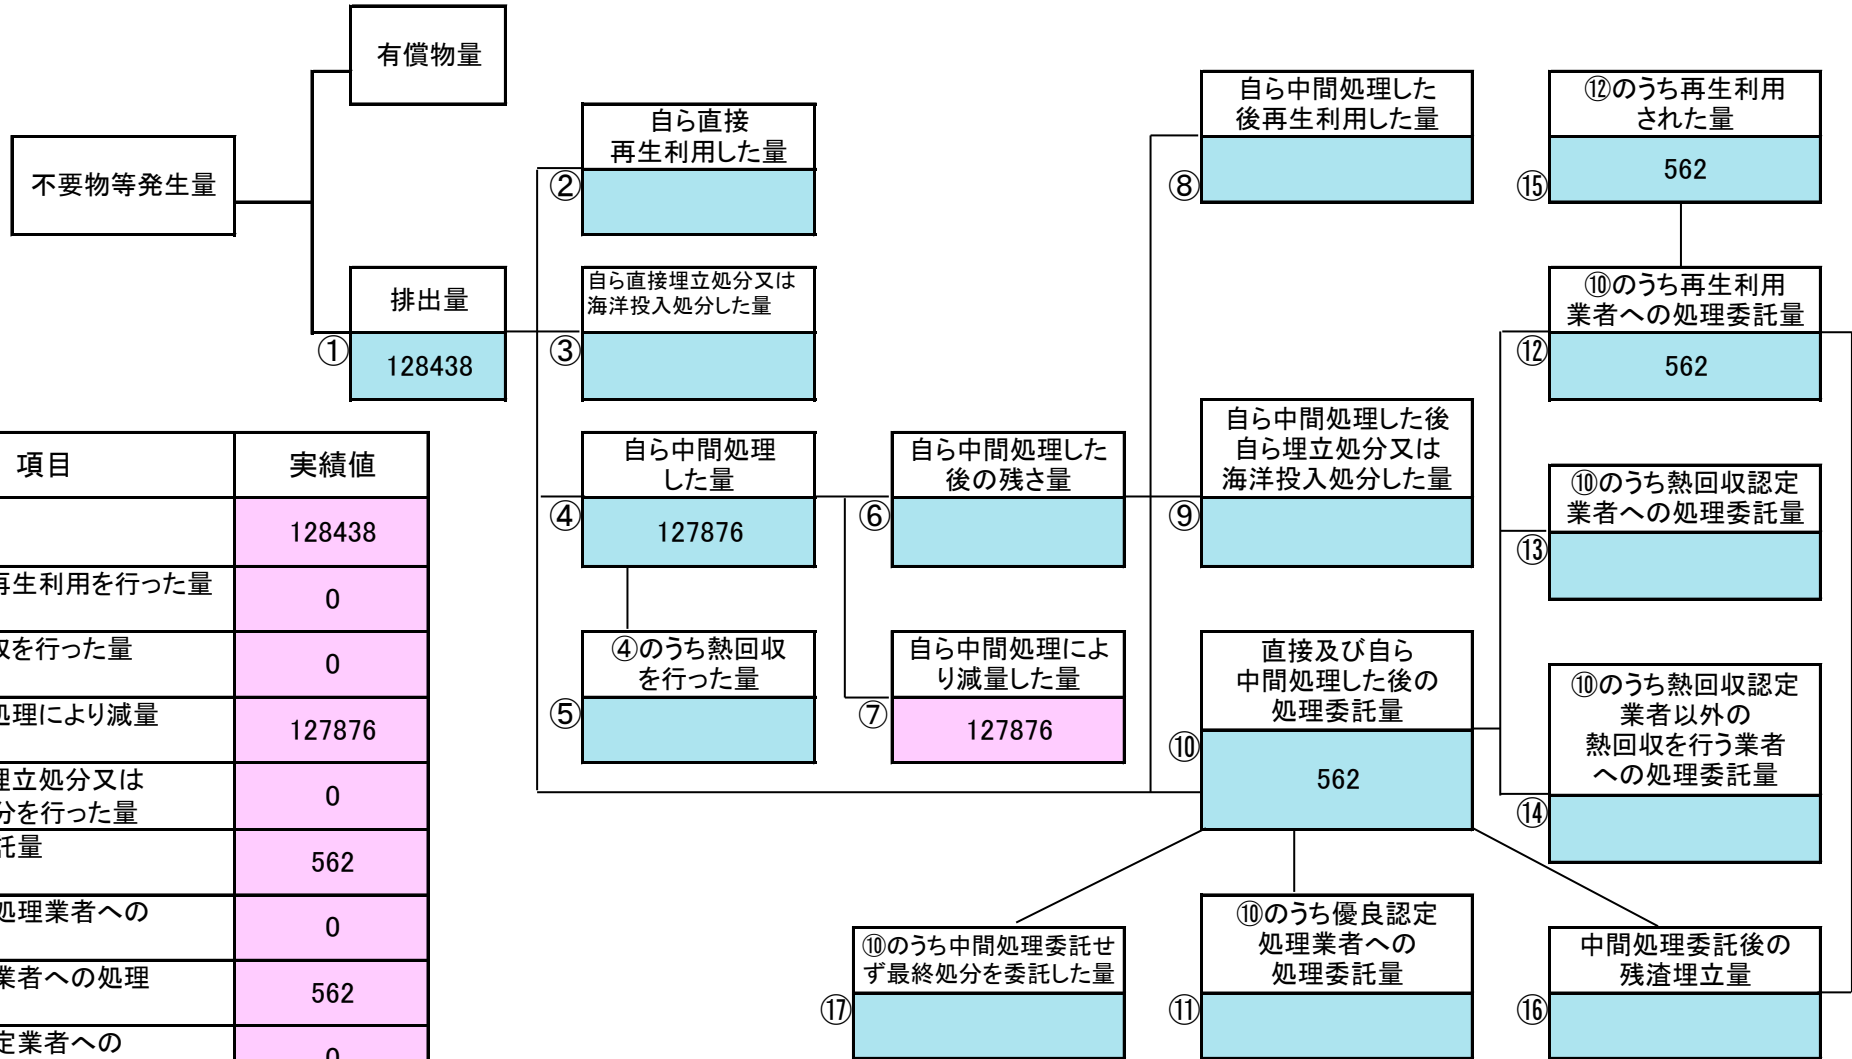 有償物量
不要物等発生量
排出量
①
128438
自ら直接
再生利用した量
②
自ら直接埋立処分又は
海洋投入処分した量
③
自ら中間処理
した量
④
127876
④のうち熱回収
を行った量
⑤
自ら中間処理した
後の残さ量
⑥
自ら中間処理によ
り減量した量
⑦
127876
自ら中間処理した
後再生利用した量
⑧
自ら中間処理した後
自ら埋立処分又は
海洋投入処分した量
⑨
直接及び自ら
中間処理した後の
処理委託量
⑩
562
⑩のうち優良認定
処理業者への
処理委託量
⑪
⑫のうち再生利用
された量
⑮
562
⑩のうち再生利用
業者への処理委託量
⑫
562
⑩のうち熱回収認定
業者への処理委託量
⑬
⑩のうち熱回収認定
業者以外の
熱回収を行う業者
への処理委託量
⑭
中間処理委託後の
残渣埋立量
⑯
⑩のうち中間処理委託せ
ず最終処分を委託した量
⑰
項目 実績値
128438
再生利用を行った量 0
を行った量 0
処理により減量 127876
埋立処分又は
分を行った量 0
託量 562
処理業者への 0
業者への処理 562
定業者への 0